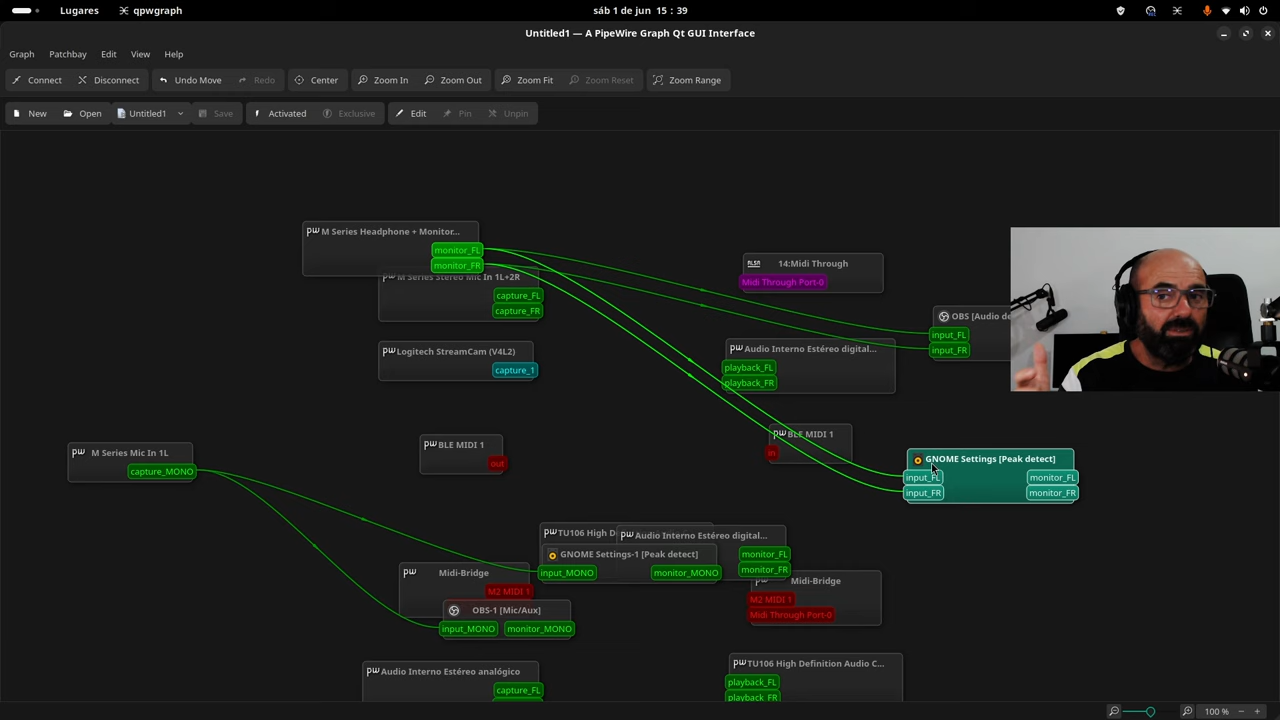 Lugares
qpwgraph
sáb 1 de jun 15 : 39
Untitled1 — A PipeWire Graph Qt GUI Interface
Graph
Patchbay
Edit
View
Help
Connect
Disconnect
Undo Move
Redo
Center
Zoom In
Zoom Out
Zoom Fit
Zoom Reset
Zoom Range
New
Open
Untitled1
Save
Activated
Exclusive
Edit
Pin
Unpin
M Series Headphone + Monitor...
monitor_FL
monitor_FR
M Series Stereo Mic In 1L+2R
capture_FL
capture_FR
14:Midi Through
Midi Through Port-0
OBS [Audio de
input_FL
input_FR
Logitech StreamCam (V4L2)
capture_1
Audio Interno Estéreo digital...
playback_FL
playback_FR
M Series Mic In 1L
capture_MONO
BLE MIDI 1
out
BLE MIDI 1
in
GNOME Settings [Peak detect]
input_FL
monitor_FL
input_FR
monitor_FR
TU106 High D
Audio Interno Estéreo digital...
GNOME Settings-1 [Peak detect]
monitor_FL
input_MONO
monitor_MONO
monitor_FR
Midi-Bridge
M2 MIDI 1
Midi-Bridge
M2 MIDI 1
Midi Through Port-0
OBS-1 [Mic/Aux]
input_MONO
monitor_MONO
Audio Interno Estéreo analógico
capture_FL
TU106 High Definition Audio C...
playback_FL
playback_FR
100 %